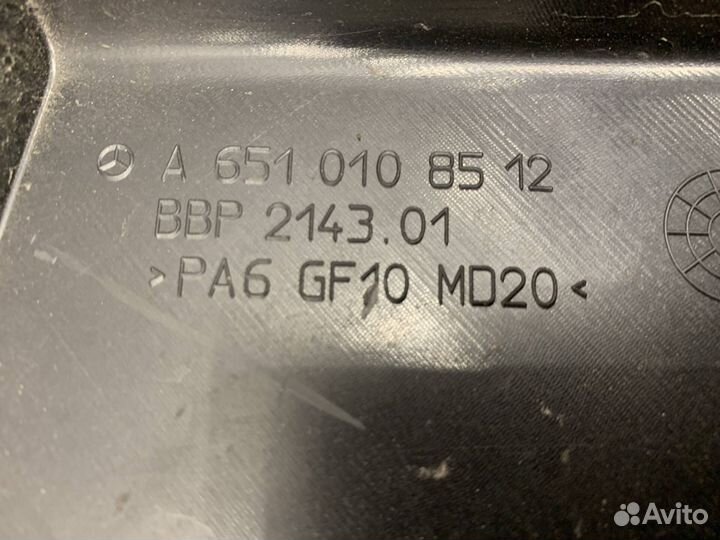 A 651 010 85 12
BBP 2143.01
>PA6 GF10 MD20<
Avito